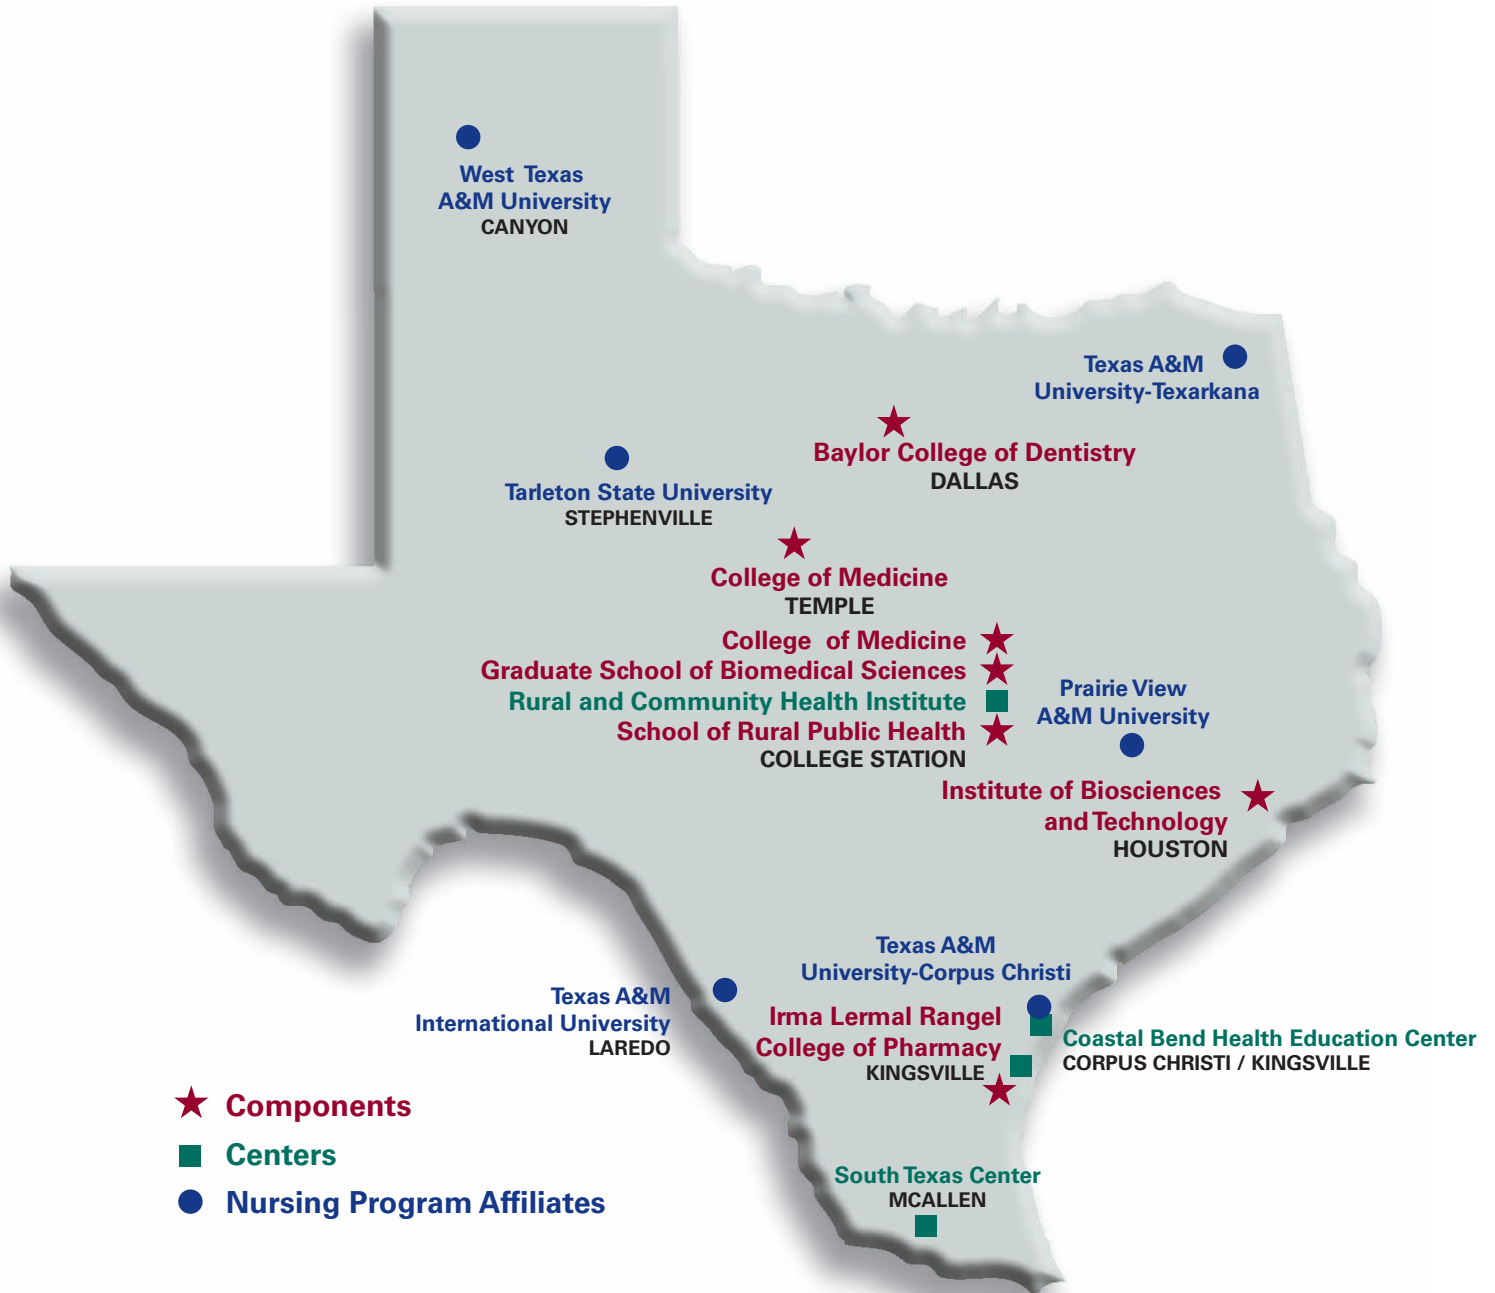 West Texas
A&M University
CANYON
Texas A&M
University-Texarkana
Baylor College of Dentistry
DALLAS
Tarleton State University
STEPHENVILLE
College of Medicine
TEMPLE
College of Medicine
Graduate School of Biomedical Sciences
Rural and Community Health Institute
School of Rural Public Health
COLLEGE STATION
Prairie View
A&M University
Institute of Biosciences
and Technology
HOUSTON
Texas A&M
University-Corpus Christi
Texas A&M
International University
LAREDO
Irma Lermal Rangel
College of Pharmacy
KINGSVILLE
Coastal Bend Health Education Center
CORPUS CHRISTI / KINGSVILLE
South Texas Center
MCALLEN
Components
Centers
Nursing Program Affiliates